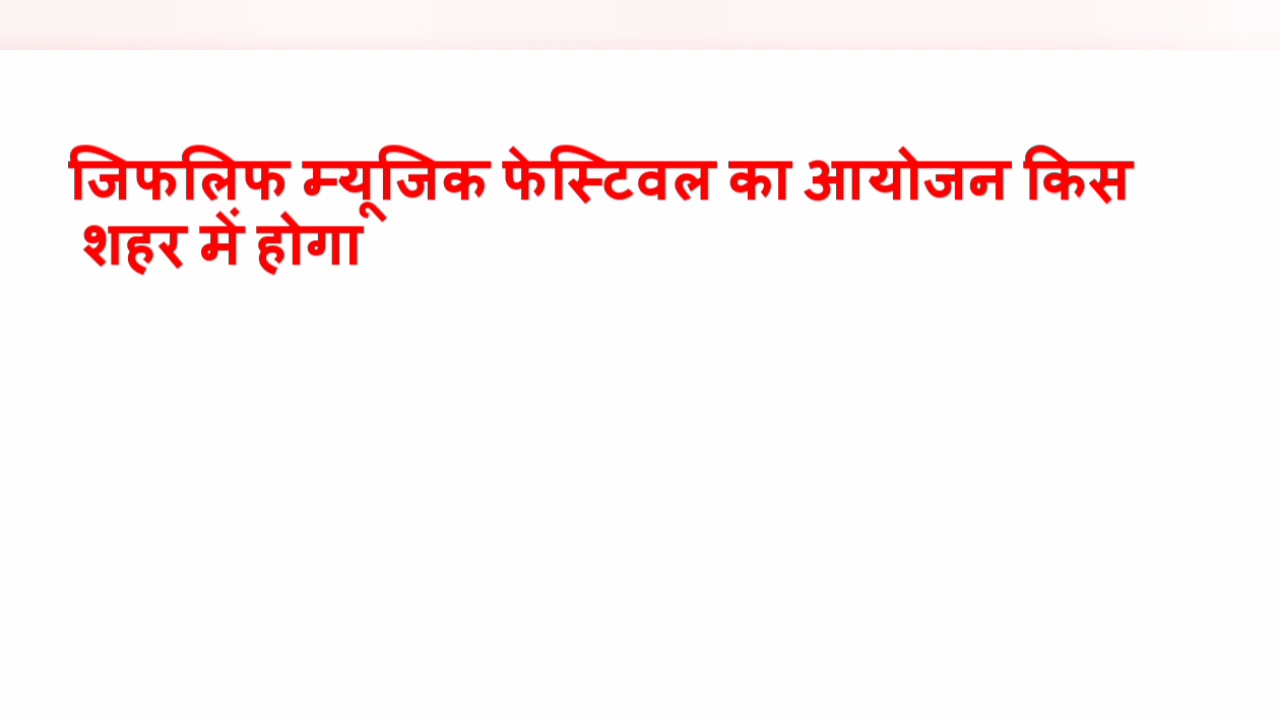 जिफलिफ म्यूजिक फेस्टिवल का आयोजन किस
शहर में होगा